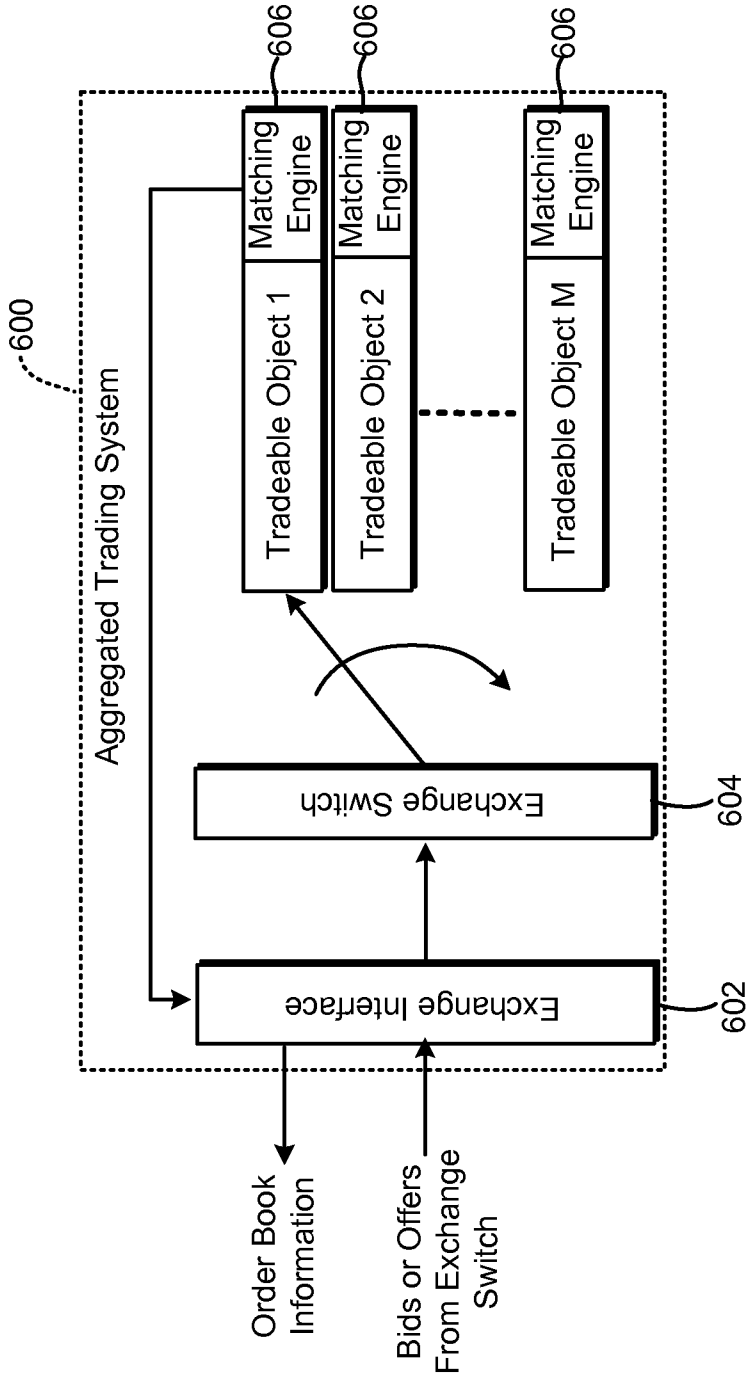 600
Aggregated Trading System
Order Book
Information
Bids or Offers
From Exchange
Switch
Exchange Interface
602
Exchange Switch
604
Tradeable Object 1
Matching
Engine
606
Tradeable Object 2
Matching
Engine
606
Tradeable Object M
Matching
Engine
606